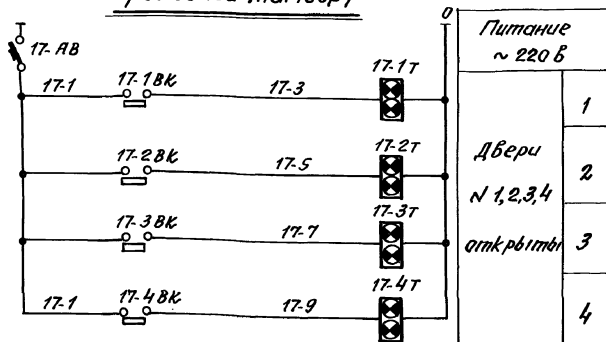 О
17-АВ
Питание
~ 220 в
17-1 17-1ВК 17-3 17-1Т
1
17-2ВК 17-5 17-2Т
Двери
2
17-3ВК 17-7 17-3Т
N 1,2,3,4
открыты
3
17-1 17-4ВК 17-9 17-4Т
4